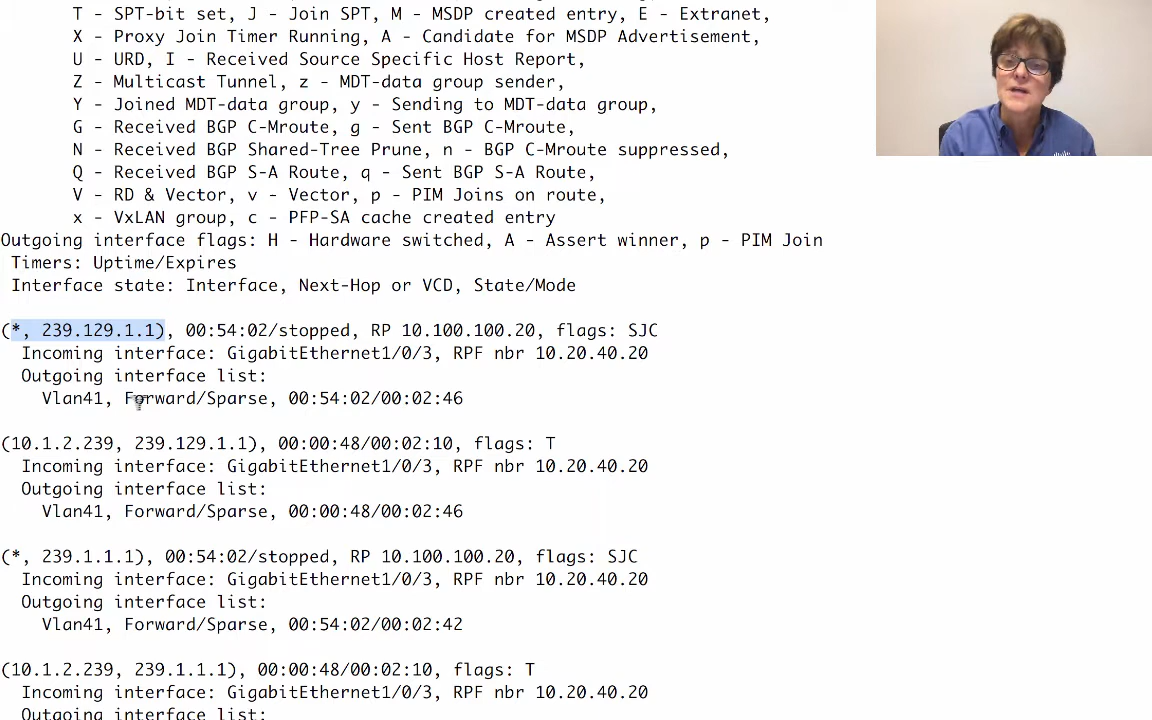 T - SPT-bit set, J - Join SPT, M - MSDP created entry, E - Extranet,
X - Proxy Join Timer Running, A - Candidate for MSDP Advertisement,
U - URD, I - Received Source Specific Host Report,
Z - Multicast Tunnel, z - MDT-data group sender,
Y - Joined MDT-data group, y - Sending to MDT-data group,
G - Received BGP C-Mroute, g - Sent BGP C-Mroute,
N - Received BGP Shared-Tree Prune, n - BGP C-Mroute suppressed,
Q - Received BGP S-A Route, q - Sent BGP S-A Route,
V - RD & Vector, v - Vector, p - PIM Joins on route,
x - VxLAN group, c - PFP-SA cache created entry
Outgoing interface flags: H - Hardware switched, A - Assert winner, p - PIM Join
Timers: Uptime/Expires
Interface state: Interface, Next-Hop or VCD, State/Mode
(*, 239.129.1.1), 00:54:02/stopped, RP 10.100.100.20, flags: SJC
Incoming interface: GigabitEthernet1/0/3, RPF nbr 10.20.40.20
Outgoing interface list:
Vlan41, Forward/Sparse, 00:54:02/00:02:46
(10.1.2.239, 239.129.1.1), 00:00:48/00:02:10, flags: T
Incoming interface: GigabitEthernet1/0/3, RPF nbr 10.20.40.20
Outgoing interface list:
Vlan41, Forward/Sparse, 00:00:48/00:02:46
(*, 239.1.1.1), 00:54:02/stopped, RP 10.100.100.20, flags: SJC
Incoming interface: GigabitEthernet1/0/3, RPF nbr 10.20.40.20
Outgoing interface list:
Vlan41, Forward/Sparse, 00:54:02/00:02:42
(10.1.2.239, 239.1.1.1), 00:00:48/00:02:10, flags: T
Incoming interface: GigabitEthernet1/0/3, RPF nbr 10.20.40.20
Outgoing interface list: